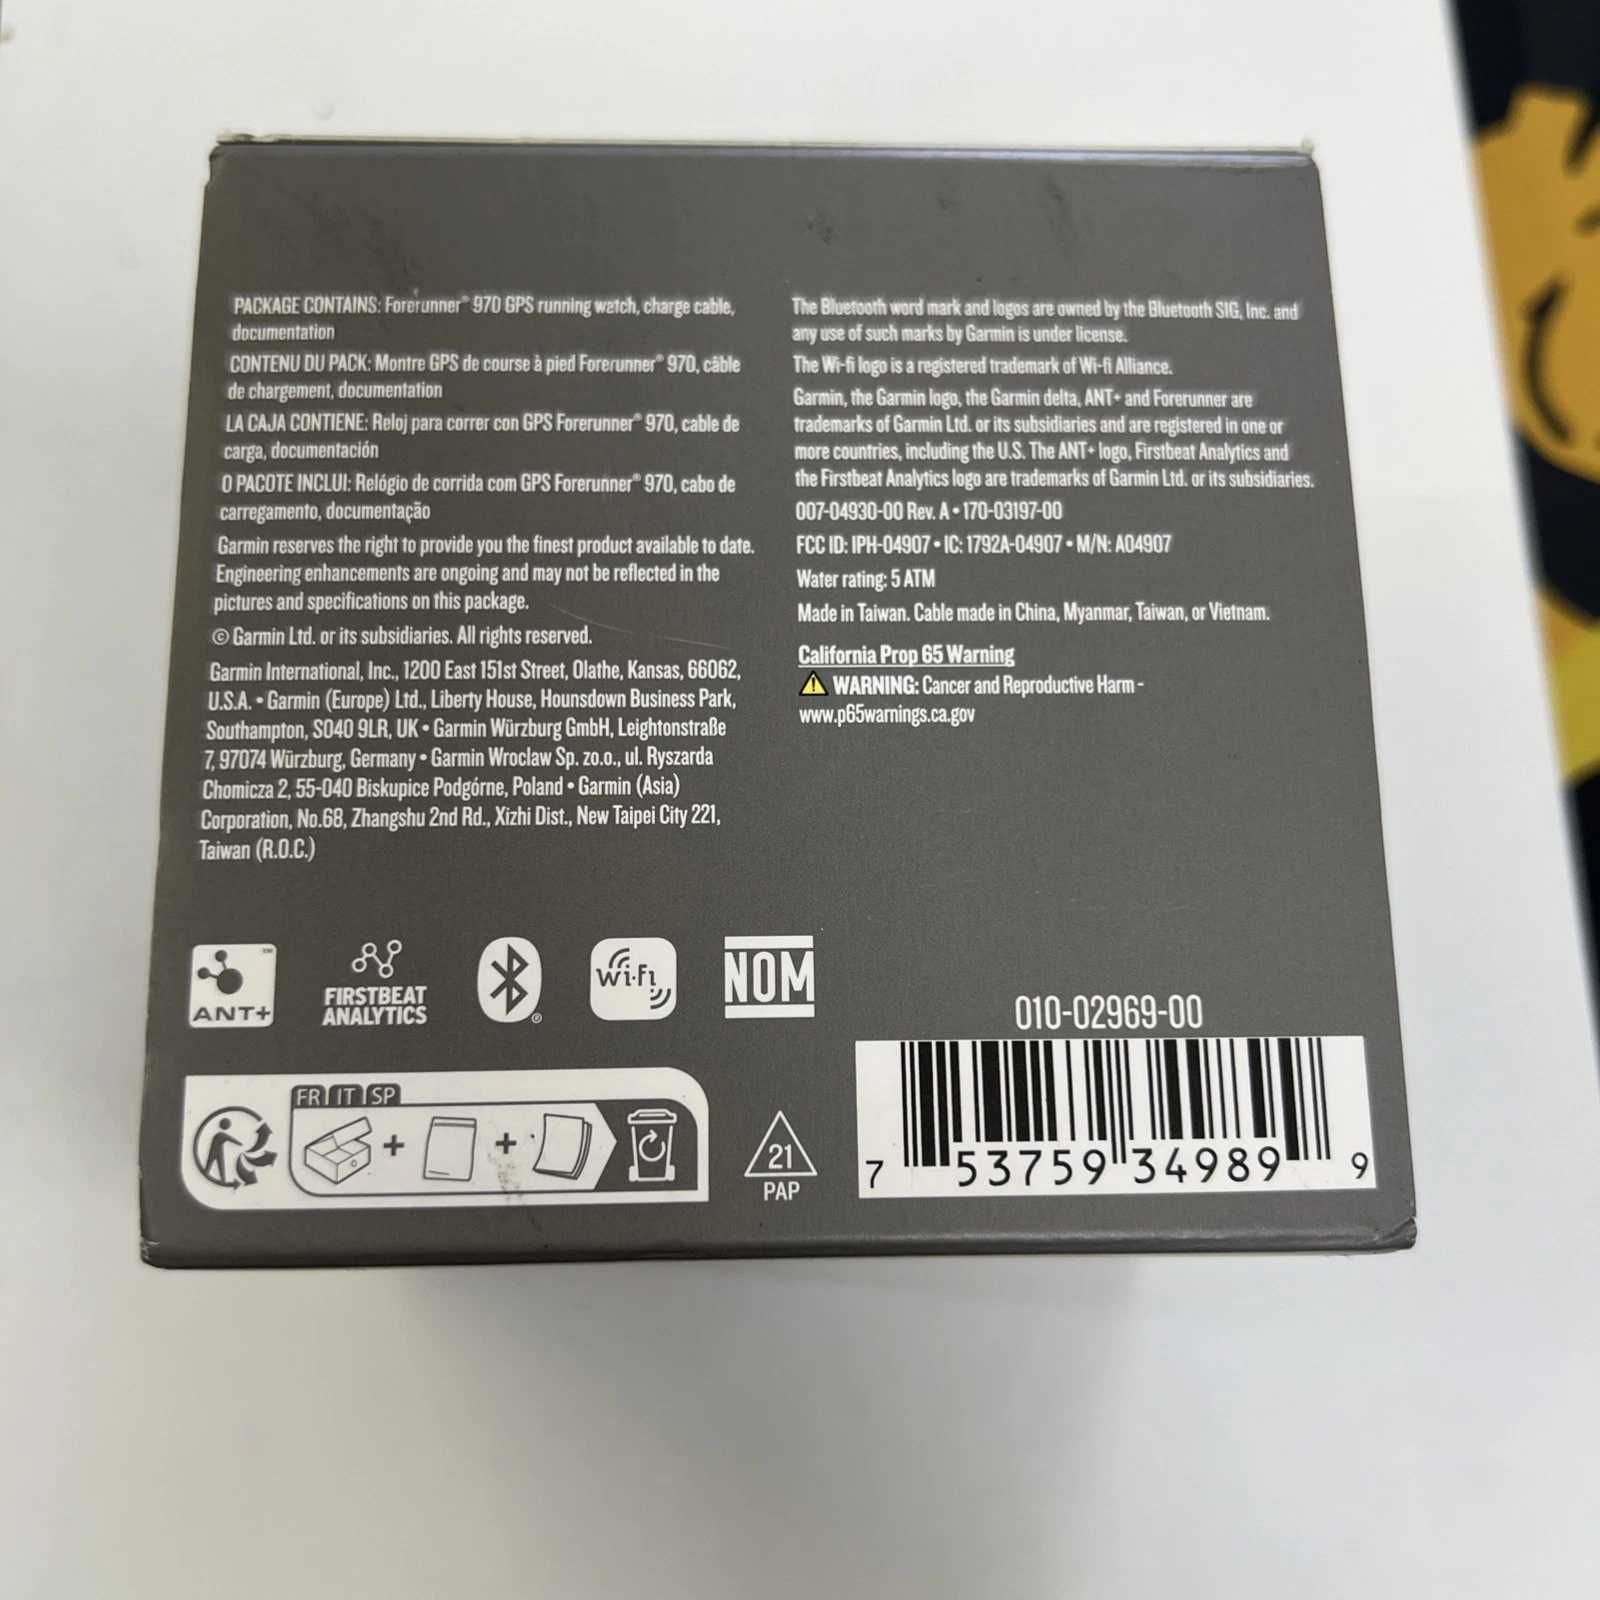 PACKAGE CONTAINS: Forerunner® 970 GPS running watch, charge cable,
documentation
CONTENU DU PACK: Montre GPS de course à pied Forerunner® 970, câble
de chargement, documentation
LA CAJA CONTIENE: Reloj para correr con GPS Forerunner® 970, cable de
carga, documentación
O PACOTE INCLUI: Relógio de corrida com GPS Forerunner® 970, cabo de
carregamento, documentação
Garmin reserves the right to provide you the finest product available to date.
Engineering enhancements are ongoing and may not be reflected in the
pictures and specifications on this package.
© Garmin Ltd. or its subsidiaries. All rights reserved.
Garmin International, Inc., 1200 East 151st Street, Olathe, Kansas, 66062,
U.S.A. • Garmin (Europe) Ltd., Liberty House, Hounsdown Business Park,
Southampton, SO40 9LR, UK • Garmin Würzburg GmbH, Leightonstraße
7, 97074 Würzburg, Germany • Garmin Wroclaw Sp. zo.o., ul. Ryszarda
Chomicza 2, 55-040 Biskupice Podgórne, Poland • Garmin (Asia)
Corporation, No.68, Zhangshu 2nd Rd., Xizhi Dist., New Taipei City 221,
Taiwan (R.O.C.)
The Bluetooth word mark and logos are owned by the Bluetooth SIG, Inc. and
any use of such marks by Garmin is under license.
The Wi-fi logo is a registered trademark of Wi-fi Alliance.
Garmin, the Garmin logo, the Garmin delta, ANT+ and Forerunner are
trademarks of Garmin Ltd. or its subsidiaries and are registered in one or
more countries, including the U.S. The ANT+ logo, Firstbeat Analytics and
the Firstbeat Analytics logo are trademarks of Garmin Ltd. or its subsidiaries.
007-04930-00 Rev. A • 170-03197-00
FCC ID: IPH-04907 • IC: 1792A-04907 • M/N: A04907
Water rating: 5 ATM
Made in Taiwan. Cable made in China, Myanmar, Taiwan, or Vietnam.
California Prop 65 Warning
WARNING: Cancer and Reproductive Harm -
www.p65warnings.ca.gov
ANT+™
FIRSTBEAT
ANALYTICS
®
Wi-Fi
NOM
010-02969-00
FR IT SP
+ +
21
PAP
7 53759 34989 9